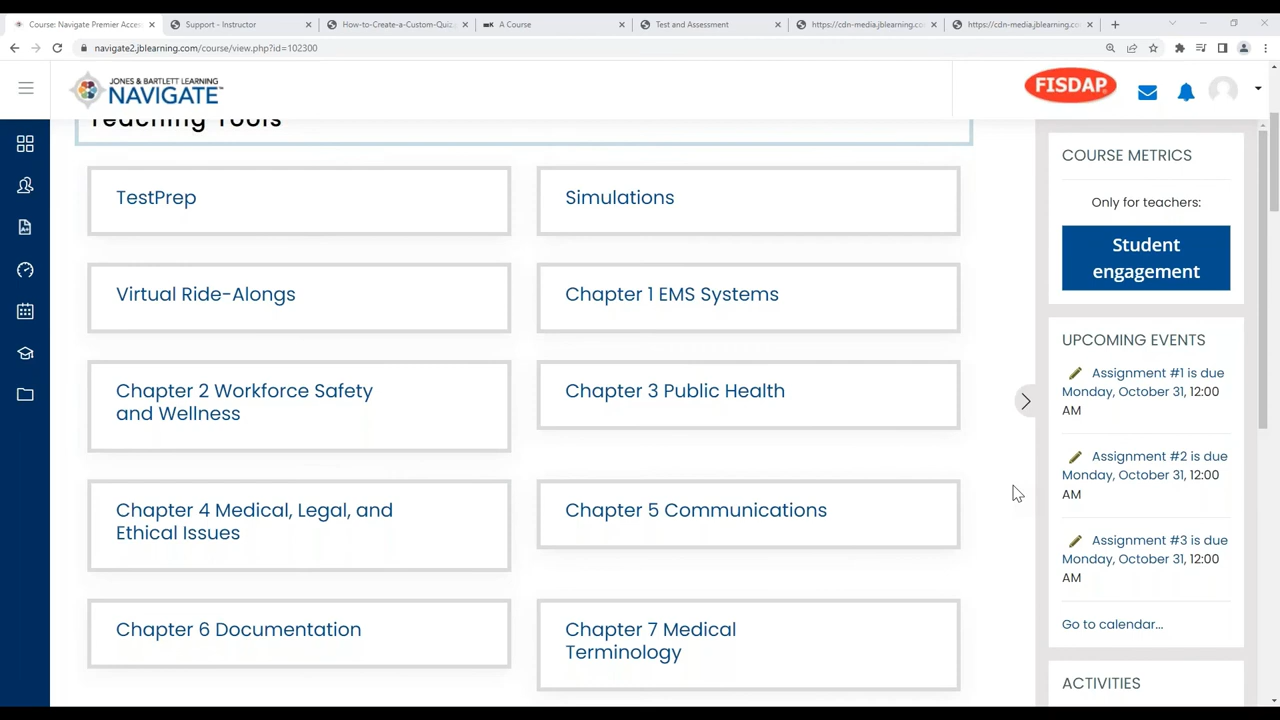 Course: Navigate Premier Acces
Support - Instructor
How-to-Create-a-Custom-Quiz
A Course
Test and Assessment
https://cdn-media.jblearning.co
https://cdn-media.jblearning.co
navigate2.jblearning.com/course/view.php?id=102300
JONES & BARTLETT LEARNING
NAVIGATE
FISDAP
Teaching Tools
TestPrep
Simulations
Virtual Ride-Alongs
Chapter 1 EMS Systems
Chapter 2 Workforce Safety
and Wellness
Chapter 3 Public Health
Chapter 4 Medical, Legal, and
Ethical Issues
Chapter 5 Communications
Chapter 6 Documentation
Chapter 7 Medical
Terminology
COURSE METRICS
Only for teachers:
Student
engagement
UPCOMING EVENTS
Assignment #1 is due
Monday, October 31, 12:00
AM
Assignment #2 is due
Monday, October 31, 12:00
AM
Assignment #3 is due
Monday, October 31, 12:00
AM
Go to calendar...
ACTIVITIES